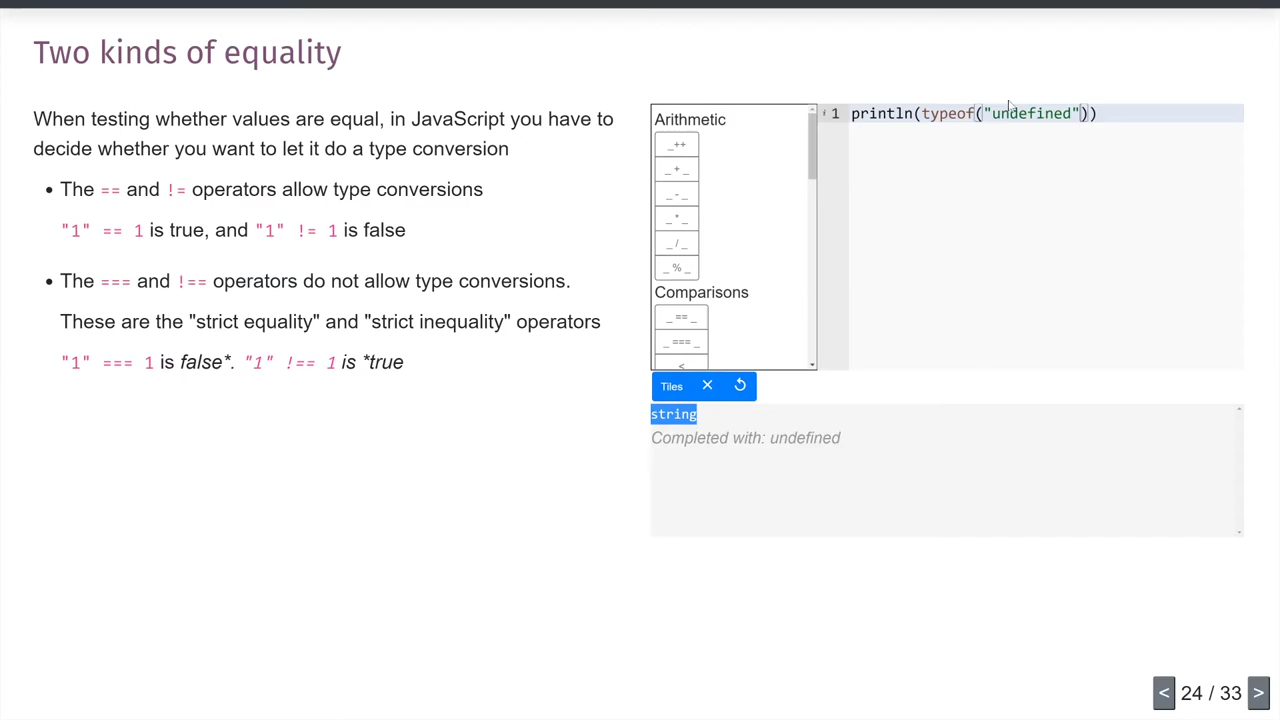 Two kinds of equality
When testing whether values are equal, in JavaScript you have to
decide whether you want to let it do a type conversion
• The == and != operators allow type conversions
"1" == 1 is true, and "1" != 1 is false
• The === and !== operators do not allow type conversions.
These are the "strict equality" and "strict inequality" operators
"1" === 1 is false*. "1" !== 1 is *true
Arithmetic
_++
_ + _
_ - _
_ * _
_ / _
_ % _
Comparisons
_ == _
_ === _
<
i 1 println(typeof("undefined"))
Tiles
string
Completed with: undefined
< 24 / 33 >